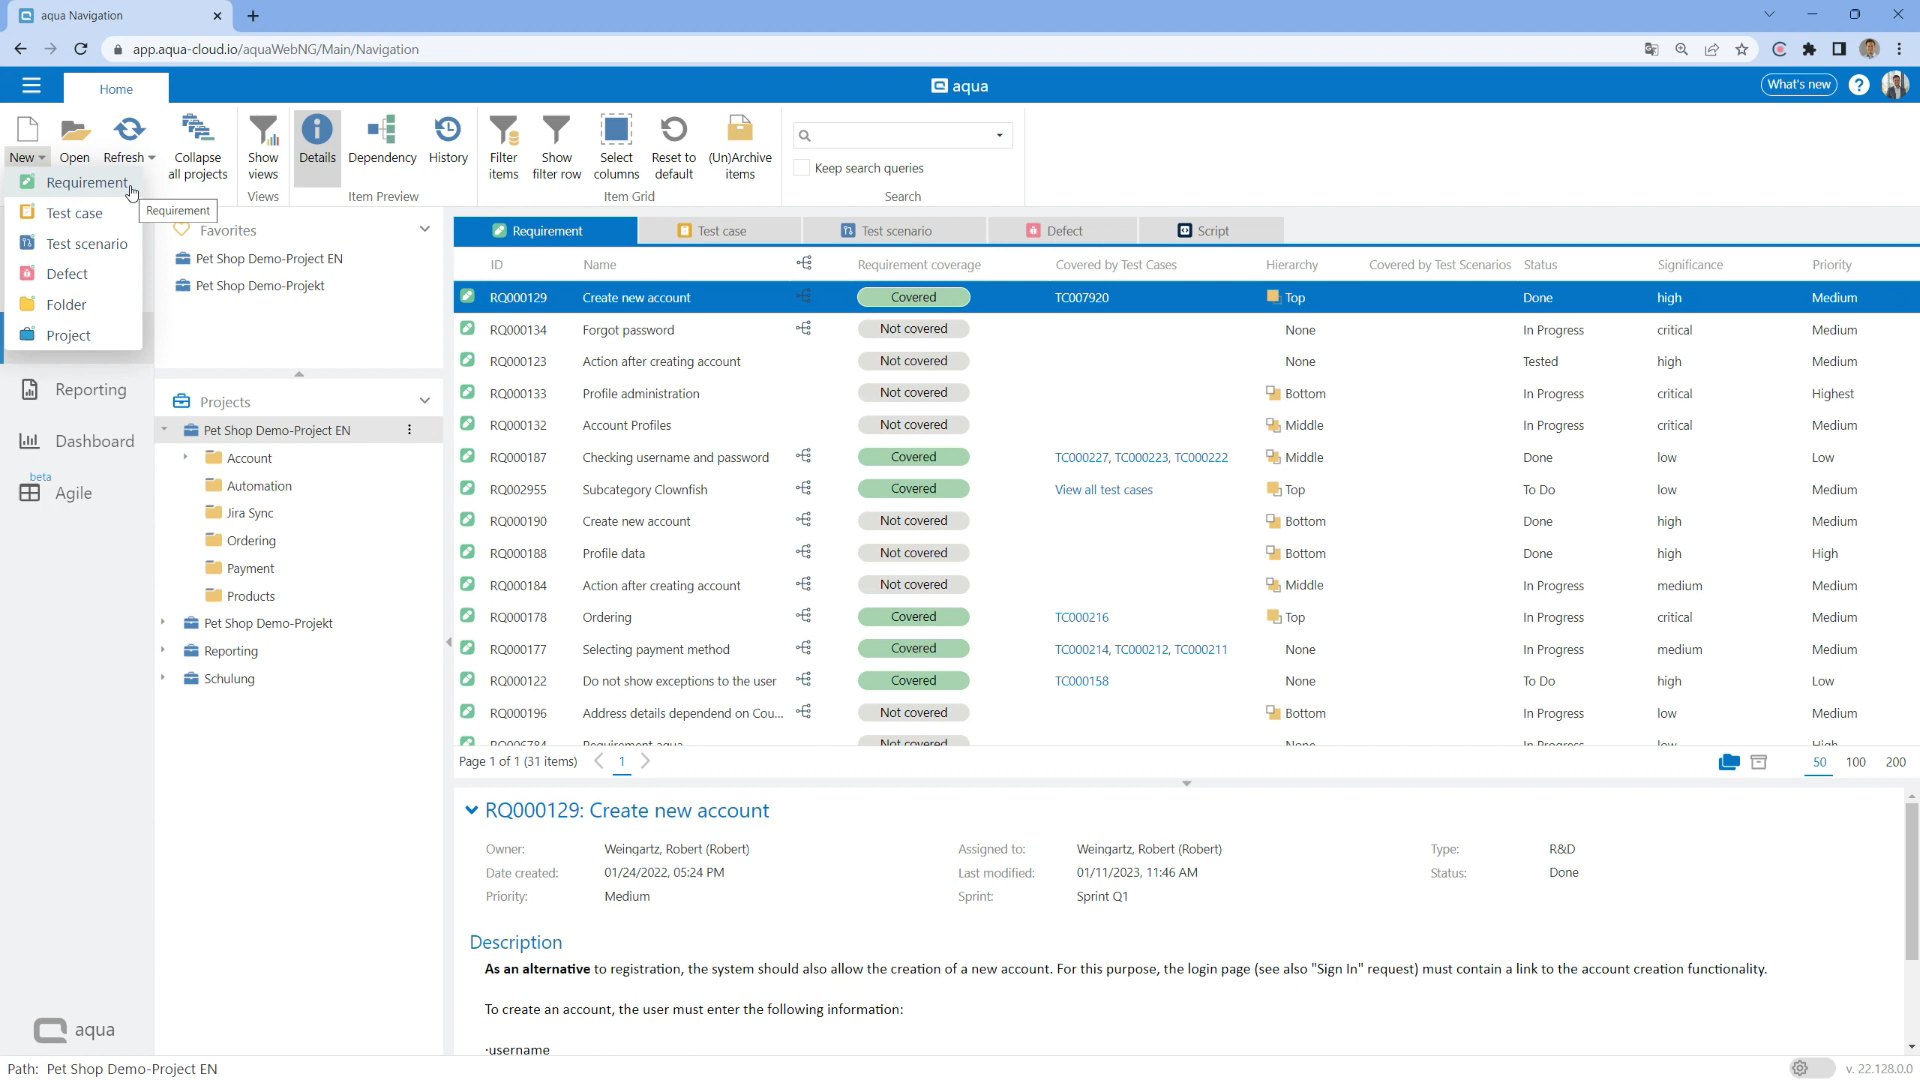 aqua Navigation
app.aqua-cloud.io/aquaWebNG/Main/Navigation
Home
aqua
What's new
New
Open
Refresh
Collapse all projects
Show views
Details
Dependency
History
Filter items
Show filter row
Select columns
Reset to default
(Un)Archive items
Keep search queries
Views
Item Preview
Item Grid
Search
Requirement
Test case
Test scenario
Defect
Folder
Project
Requirement
Reporting
Dashboard
beta
Agile
aqua
Favorites
Pet Shop Demo-Project EN
Pet Shop Demo-Projekt
Projects
Pet Shop Demo-Project EN
Account
Automation
Jira Sync
Ordering
Payment
Products
Pet Shop Demo-Projekt
Reporting
Schulung
Requirement Test case Test scenario Defect Script
ID Name Requirement coverage Covered by Test Cases Hierarchy Covered by Test Scenarios Status Significance Priority
RQ000129 Create new account Covered TC007920 Top Done high Medium
RQ000134 Forgot password Not covered None In Progress critical Medium
RQ000123 Action after creating account Not covered None Tested high Medium
RQ000133 Profile administration Not covered Bottom In Progress critical Highest
RQ000132 Account Profiles Not covered Middle In Progress critical Medium
RQ000187 Checking username and password Covered TC000227, TC000223, TC000222 Middle Done low Low
RQ002955 Subcategory Clownfish Covered View all test cases Top To Do low Medium
RQ000190 Create new account Not covered Bottom Done high Medium
RQ000188 Profile data Not covered Bottom Done high High
RQ000184 Action after creating account Not covered Middle In Progress medium Medium
RQ000178 Ordering Covered TC000216 Top In Progress critical Medium
RQ000177 Selecting payment method Covered TC000214, TC000212, TC000211 None In Progress medium Medium
RQ000122 Do not show exceptions to the user Covered TC000158 None To Do high Low
RQ000196 Address details dependend on Cou... Not covered Bottom In Progress low Medium
RQ006784 Requirement aqua Not covered None In Progress low High
Page 1 of 1 (31 items) 1 50 100 200
RQ000129: Create new account
Owner: Weingartz, Robert (Robert) Assigned to: Weingartz, Robert (Robert) Type: R&D
Date created: 01/24/2022, 05:24 PM Last modified: 01/11/2023, 11:46 AM Status: Done
Priority: Medium Sprint: Sprint Q1
Description
As an alternative to registration, the system should also allow the creation of a new account. For this purpose, the login page (see also "Sign In" request) must contain a link to the account creation functionality.
To create an account, the user must enter the following information:
·username
Path: Pet Shop Demo-Project EN
v. 22.128.0.0